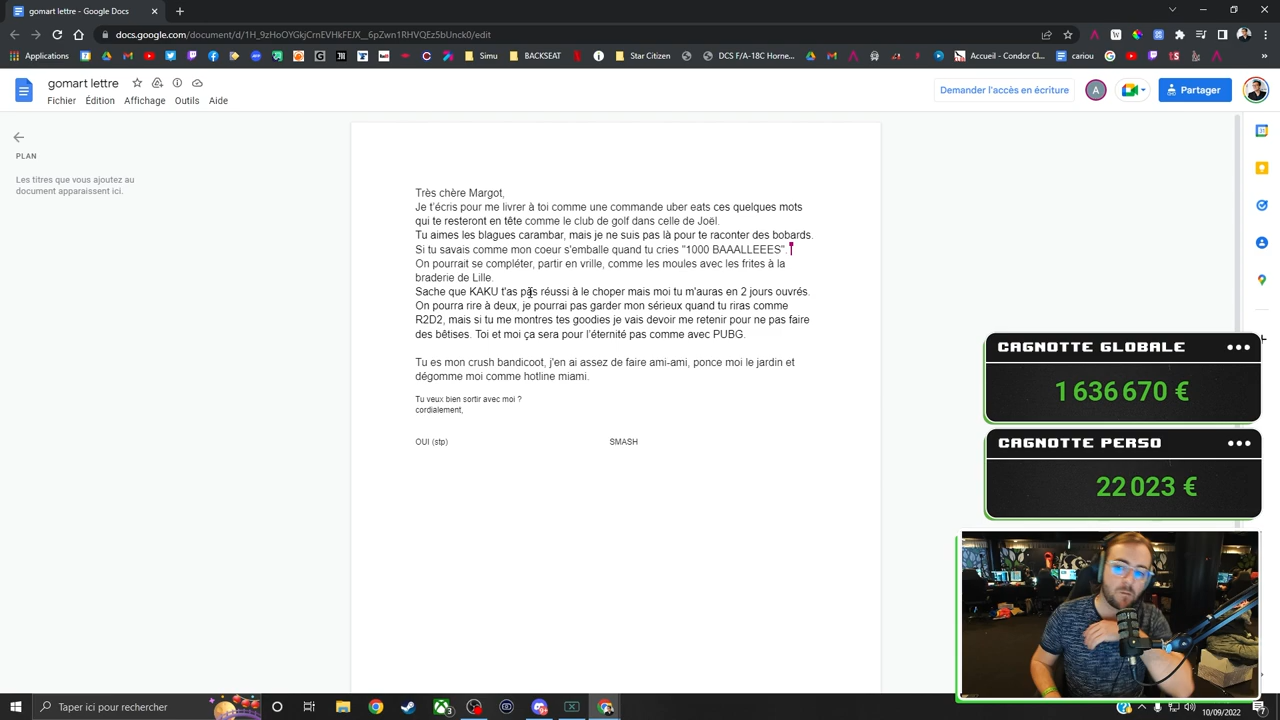 gomart lettre - Google Docs
docs.google.com/document/d/1H_9zHoOYGkjCrnEVHkFEJX__6pZwn1RHVQEz5bUnck0/edit
Applications
Simu
BACKSEAT
Star Citizen
DCS F/A-18C Horne...
Accueil - Condor Cl...
cariou
gomart lettre
Fichier Édition Affichage Outils Aide
Demander l'accès en écriture
A
Partager
PLAN
Les titres que vous ajoutez au
document apparaissent ici.
Très chère Margot,
Je t'écris pour me livrer à toi comme une commande uber eats ces quelques mots
qui te resteront en tête comme le club de golf dans celle de Joël.
Tu aimes les blagues carambar, mais je ne suis pas là pour te raconter des bobards.
Si tu savais comme mon coeur s'emballe quand tu cries "1000 BAAALLEEES".
On pourrait se compléter, partir en vrille, comme les moules avec les frites à la
braderie de Lille.
Sache que KAKU t'as pas réussi à le choper mais moi tu m'auras en 2 jours ouvrés.
On pourra rire à deux, je pourrai pas garder mon sérieux quand tu riras comme
R2D2, mais si tu me montres tes goodies je vais devoir me retenir pour ne pas faire
des bêtises. Toi et moi ça sera pour l'éternité pas comme avec PUBG.
Tu es mon crush bandicoot, j'en ai assez de faire ami-ami, ponce moi le jardin et
dégomme moi comme hotline miami.
Tu veux bien sortir avec moi ?
cordialement,
OUI (stp) SMASH
CAGNOTTE GLOBALE
1 636 670 €
CAGNOTTE PERSO
22 023 €
Taper ici pour rechercher
10/09/2022